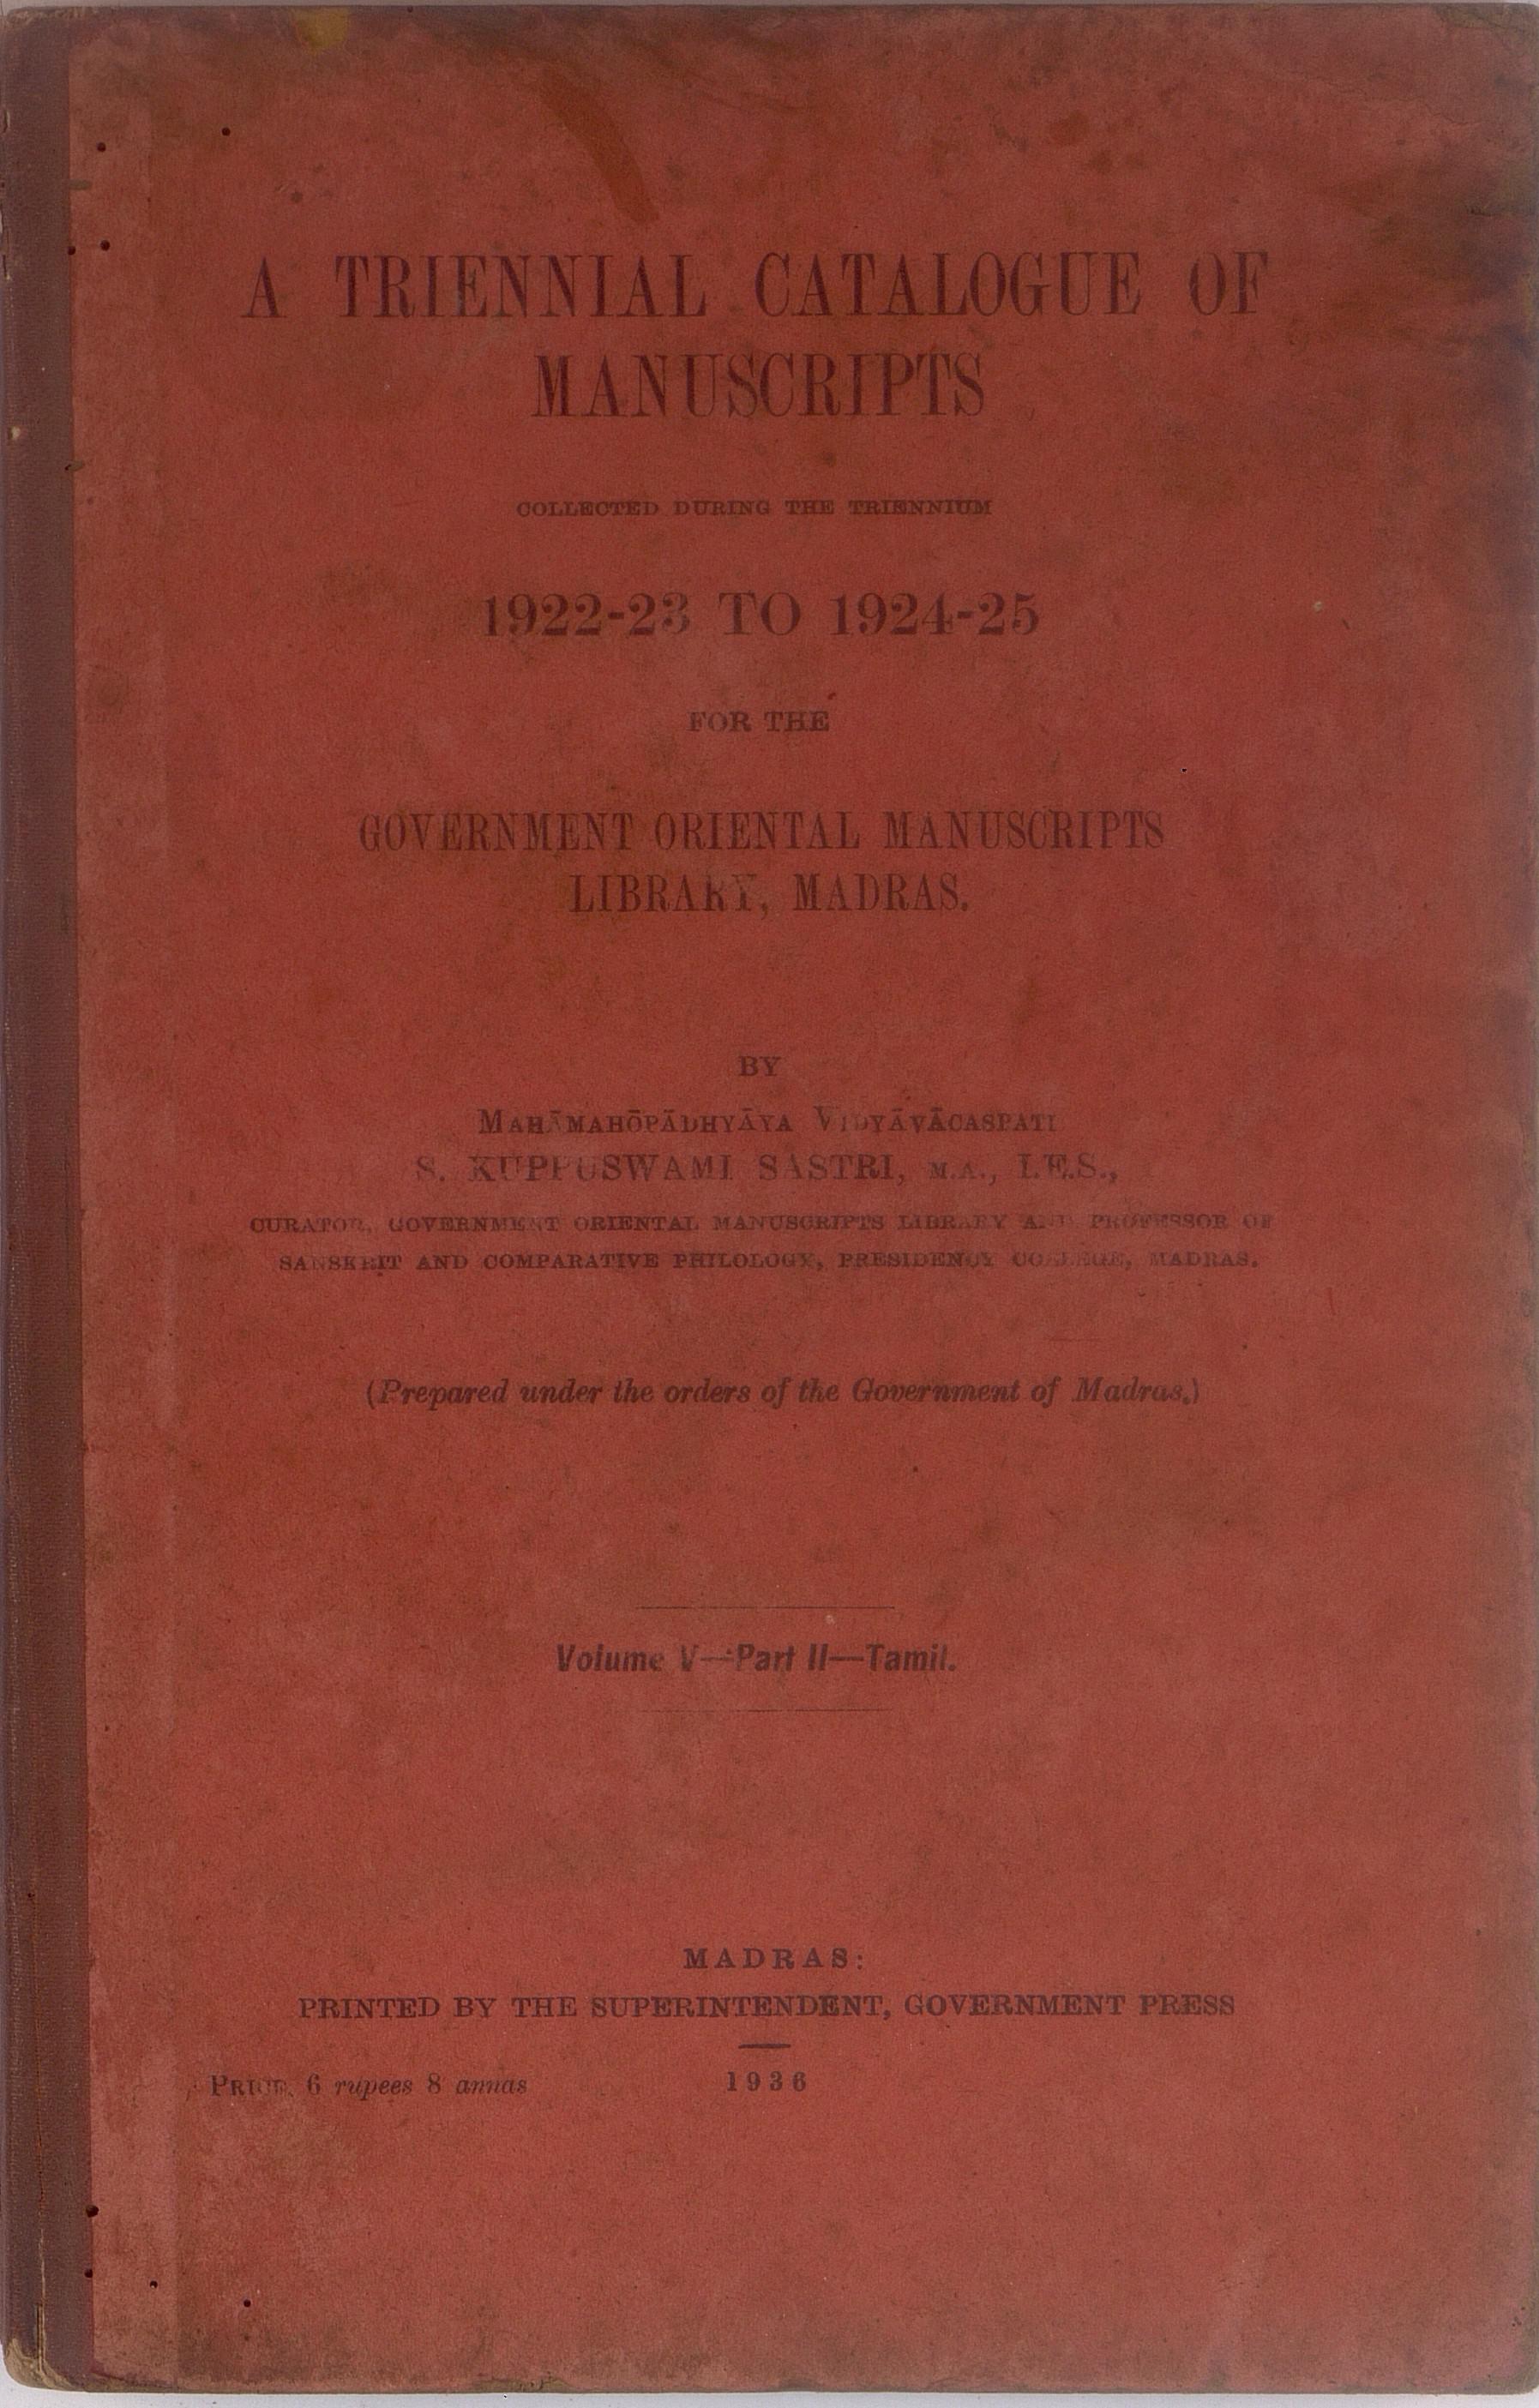 A TRIENNIAL CATALOGUE OF
MANUSCRIPTS
COLLECTED DURING THE TRIENNIUM
1922-23 TO 1924-25
FOR THE
GOVERNMENT ORIENTAL MANUSCRIPTS
LIBRARY, MADRAS.
BY
MAHĀMAHŌPĀDHYĀYA VIDYĀVĀCASPATI
S. KUPPUSWAMI SASTRI, M.A., I.E.S.,
CURATOR, GOVERNMENT ORIENTAL MANUSCRIPTS LIBRARY AND PROFESSOR OF
SANSKRIT AND COMPARATIVE PHILOLOGY, PRESIDENCY COLLEGE, MADRAS.
(Prepared under the orders of the Government of Madras.)
Volume V—Part II—Tamil.
MADRAS:
PRINTED BY THE SUPERINTENDENT, GOVERNMENT PRESS
PRICE, 6 rupees 8 annas
1936